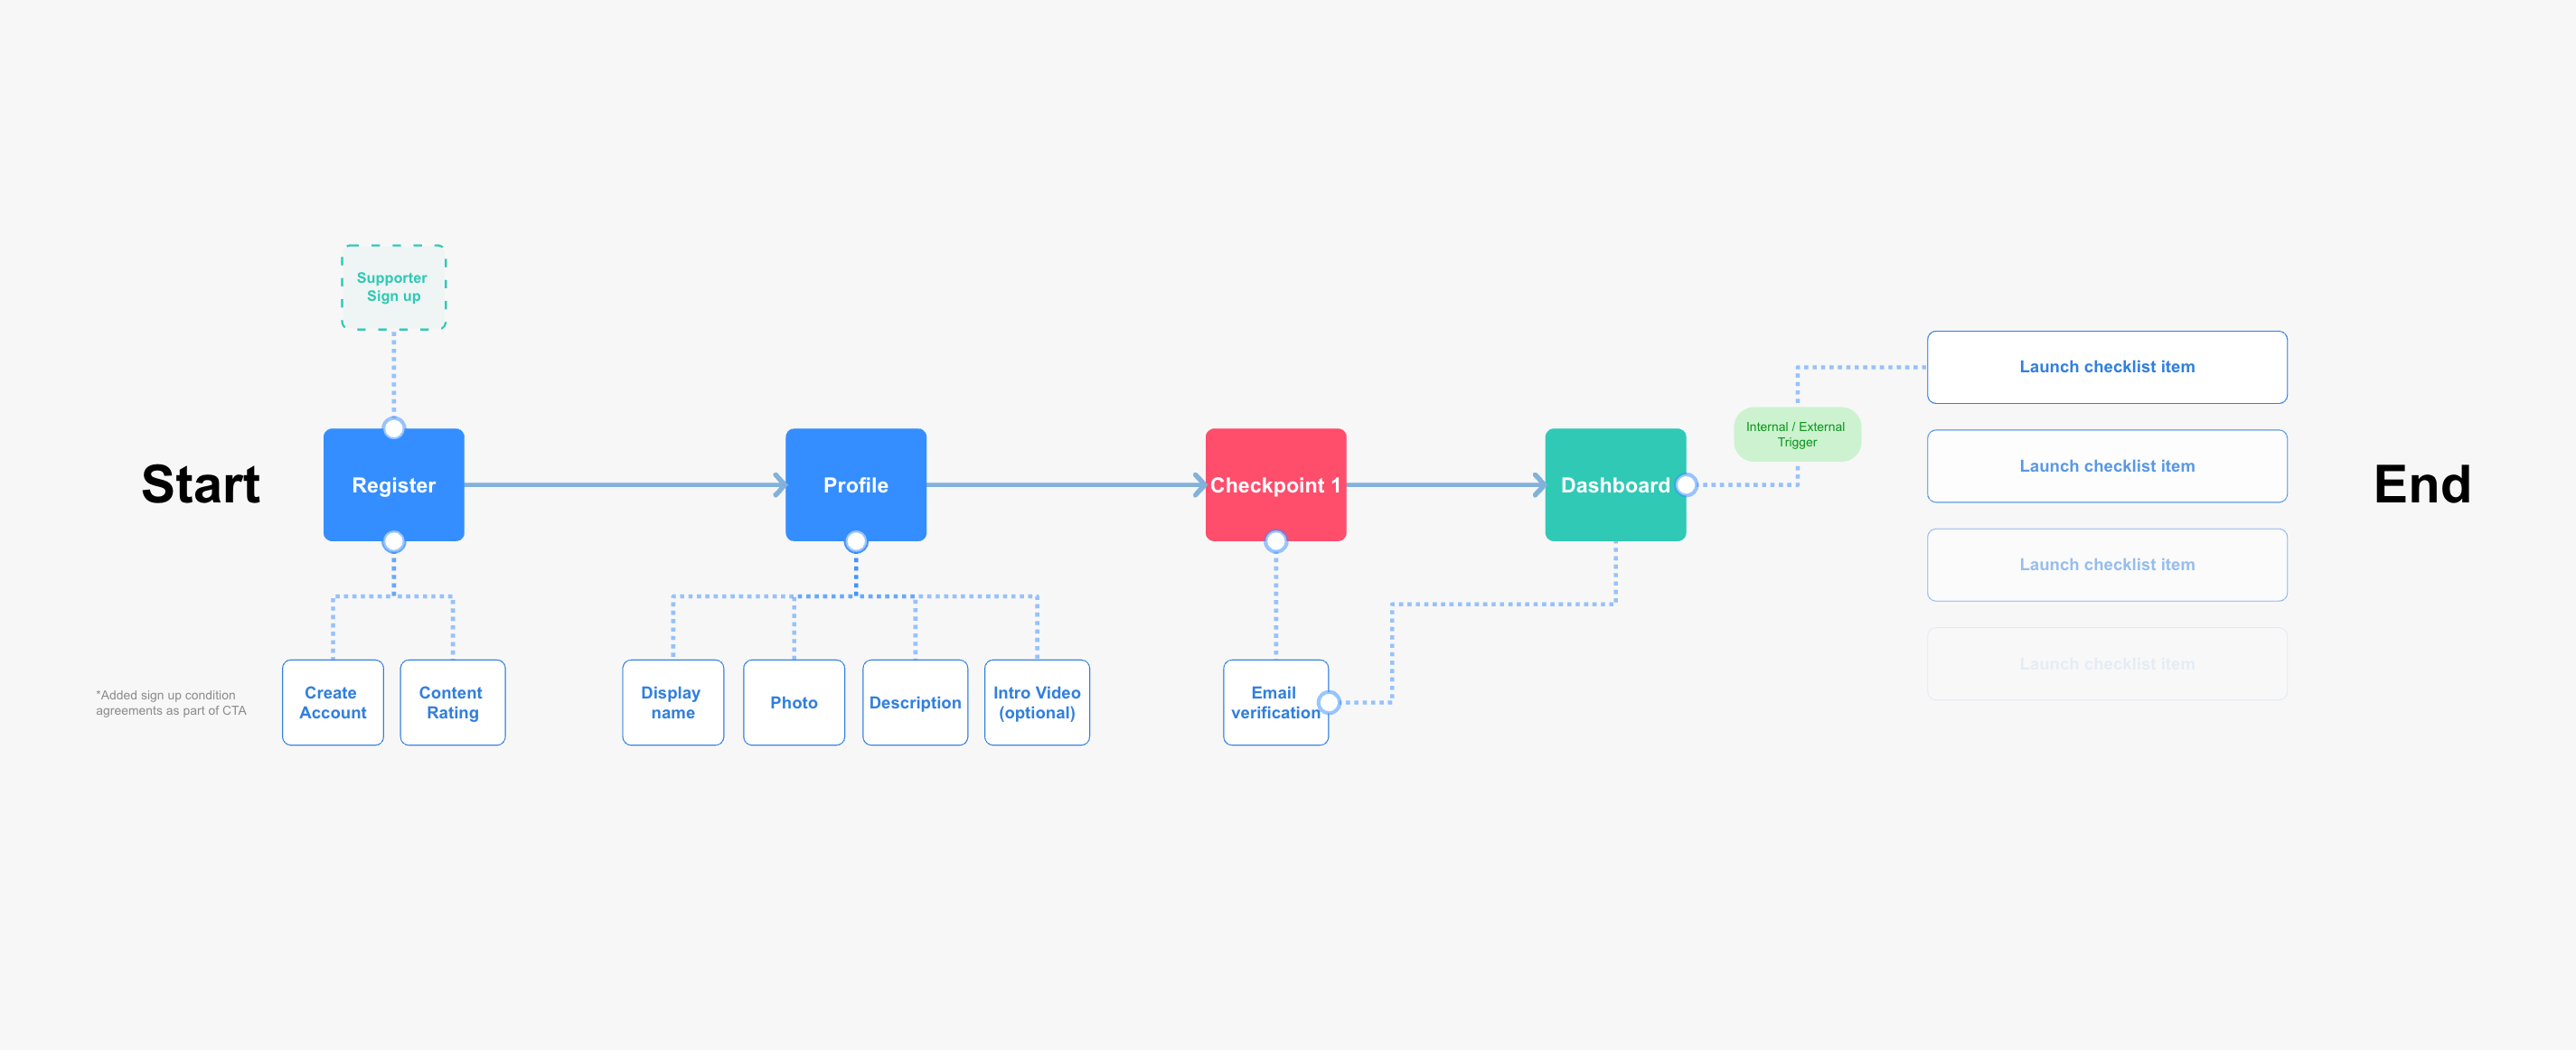 Supporter
Sign up
Start
Register
Profile
Checkpoint 1
Dashboard
Internal / External
Trigger
Launch checklist item
Launch checklist item
Launch checklist item
Launch checklist item
End
*Added sign up condition
agreements as part of CTA
Create
Account
Content
Rating
Display
name
Photo
Description
Intro Video
(optional)
Email
verification